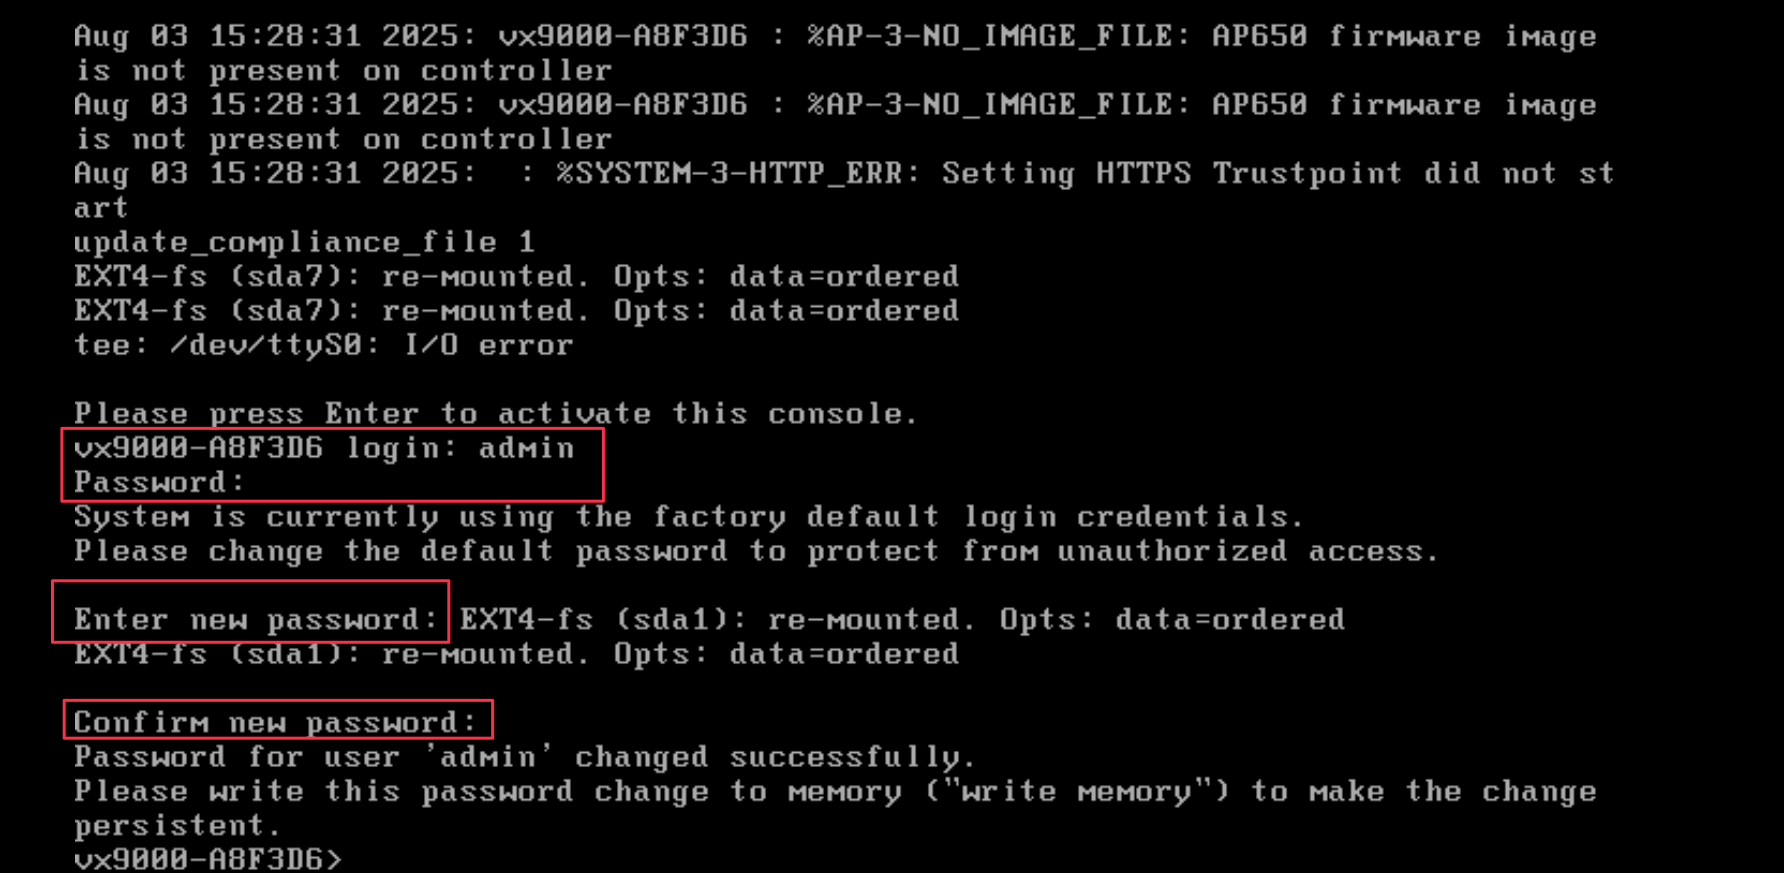 Aug 03 15:28:31 2025: vx9000-A8F3D6 : %AP-3-NO_IMAGE_FILE: AP650 firmware image
is not present on controller
Aug 03 15:28:31 2025: vx9000-A8F3D6 : %AP-3-NO_IMAGE_FILE: AP650 firmware image
is not present on controller
Aug 03 15:28:31 2025:  : %SYSTEM-3-HTTP_ERR: Setting HTTPS Trustpoint did not st
art
update_compliance_file 1
EXT4-fs (sda7): re-mounted. Opts: data=ordered
EXT4-fs (sda7): re-mounted. Opts: data=ordered
tee: /dev/ttyS0: I/O error
Please press Enter to activate this console.
vx9000-A8F3D6 login: admin
Password:
System is currently using the factory default login credentials.
Please change the default password to protect from unauthorized access.
Enter new password: EXT4-fs (sda1): re-mounted. Opts: data=ordered
EXT4-fs (sda1): re-mounted. Opts: data=ordered
Confirm new password:
Password for user 'admin' changed successfully.
Please write this password change to memory ("write memory") to make the change
persistent.
vx9000-A8F3D6>